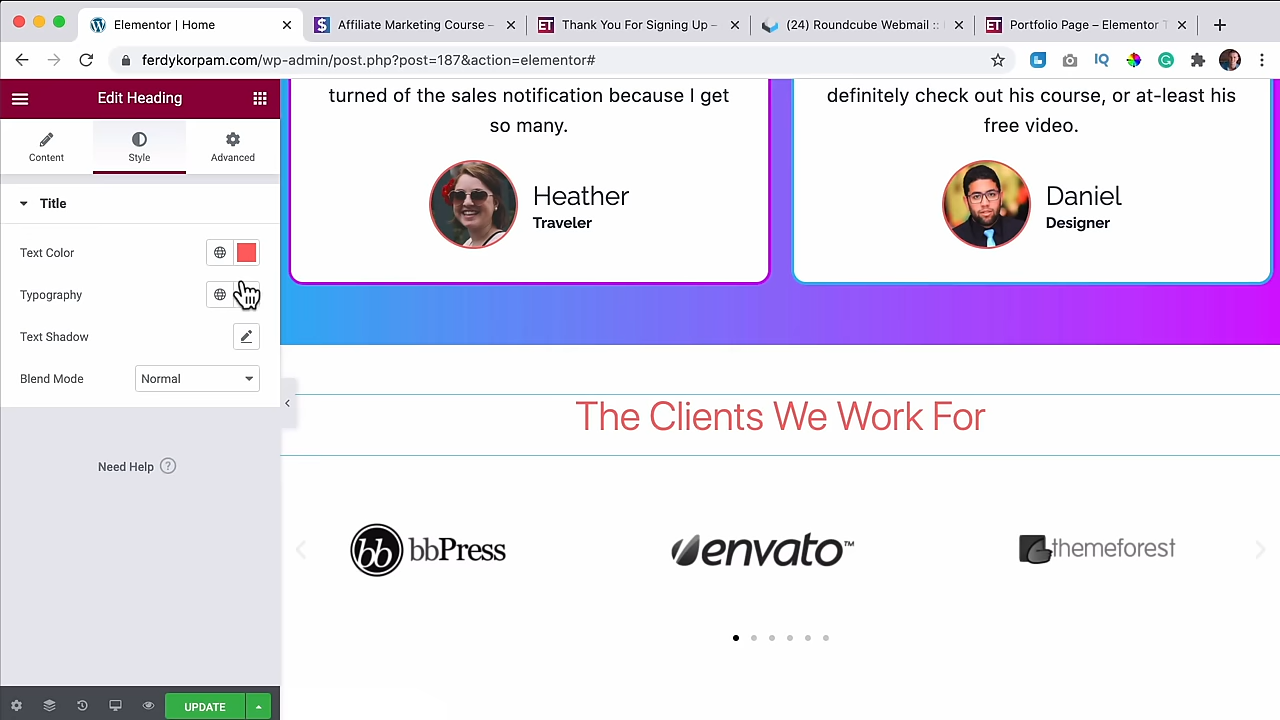 Elementor | Home
Affiliate Marketing Course –
Thank You For Signing Up –
(24) Roundcube Webmail ::
Portfolio Page – Elementor T
ferdykorpam.com/wp-admin/post.php?post=187&action=elementor#
Edit Heading
Content
Style
Advanced
Title
Text Color
Typography
Text Shadow
Blend Mode
Normal
Need Help ?
UPDATE
turned of the sales notification because I get
so many.
Heather
Traveler
definitely check out his course, or at-least his
free video.
Daniel
Designer
The Clients We Work For
bb bbPress
envato™
themeforest